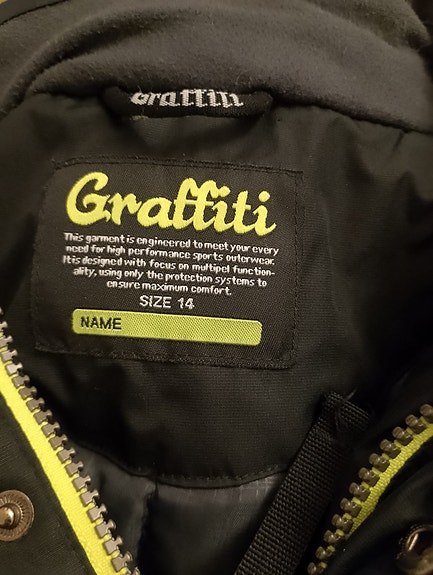 Graffiti
Graffiti
This garment is engineered to meet your every
need for high performance sports outerwear.
It is designed with focus on multipel function-
ality, using only the protection systems to
ensure maximum comfort.
SIZE 14
NAME